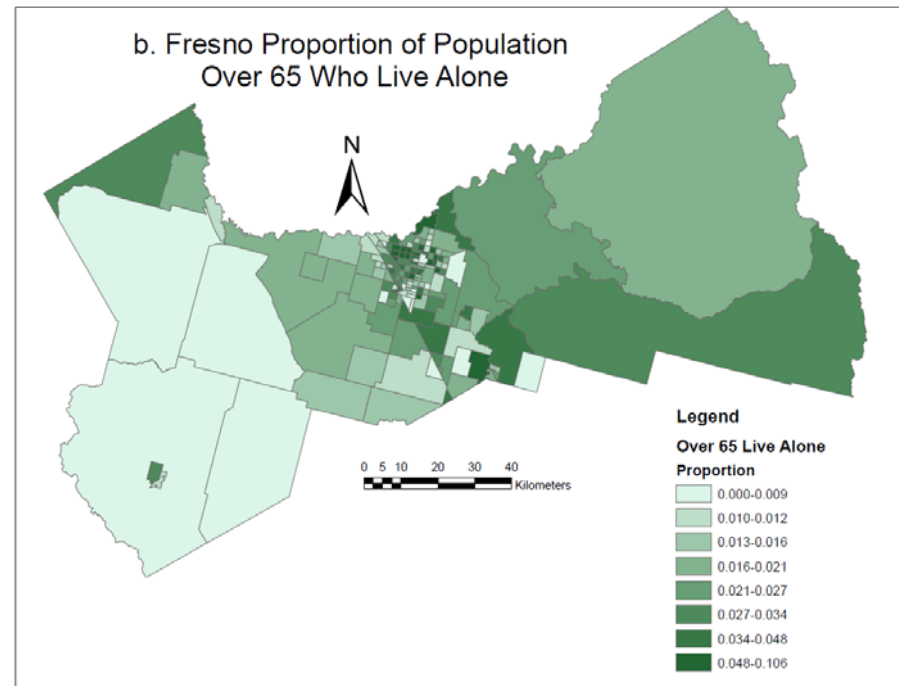 b. Fresno Proportion of Population
Over 65 Who Live Alone
N
0 5 10 20 30 40
Kilometers
Legend
Over 65 Live Alone
Proportion
0.000-0.009
0.010-0.012
0.013-0.016
0.016-0.021
0.021-0.027
0.027-0.034
0.034-0.048
0.048-0.106